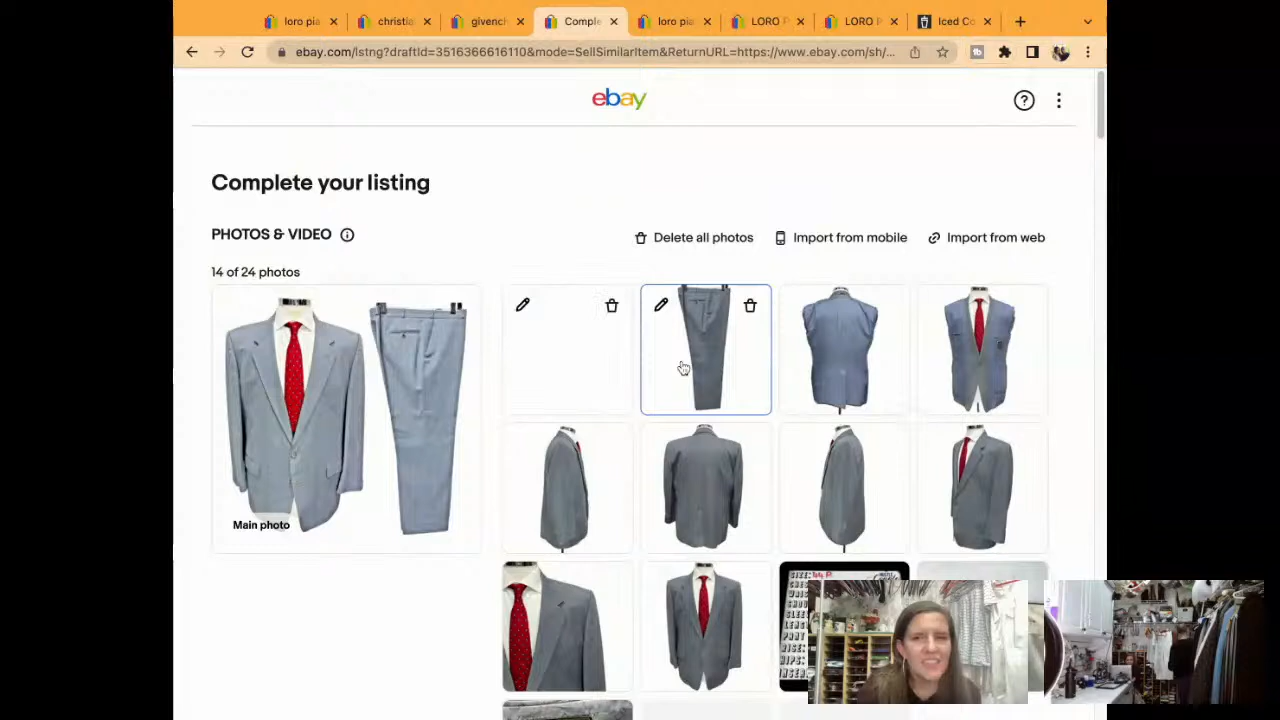 loro pia
christia
givench
Comple
loro pia
LORO P
LORO P
Iced Co
ebay.com/lstng?draftId=3516366616110&mode=SellSimilarItem&ReturnURL=https://www.ebay.com/sh/...
ebay
Complete your listing
PHOTOS & VIDEO
Delete all photos
Import from mobile
Import from web
14 of 24 photos
Main photo
SIZE: